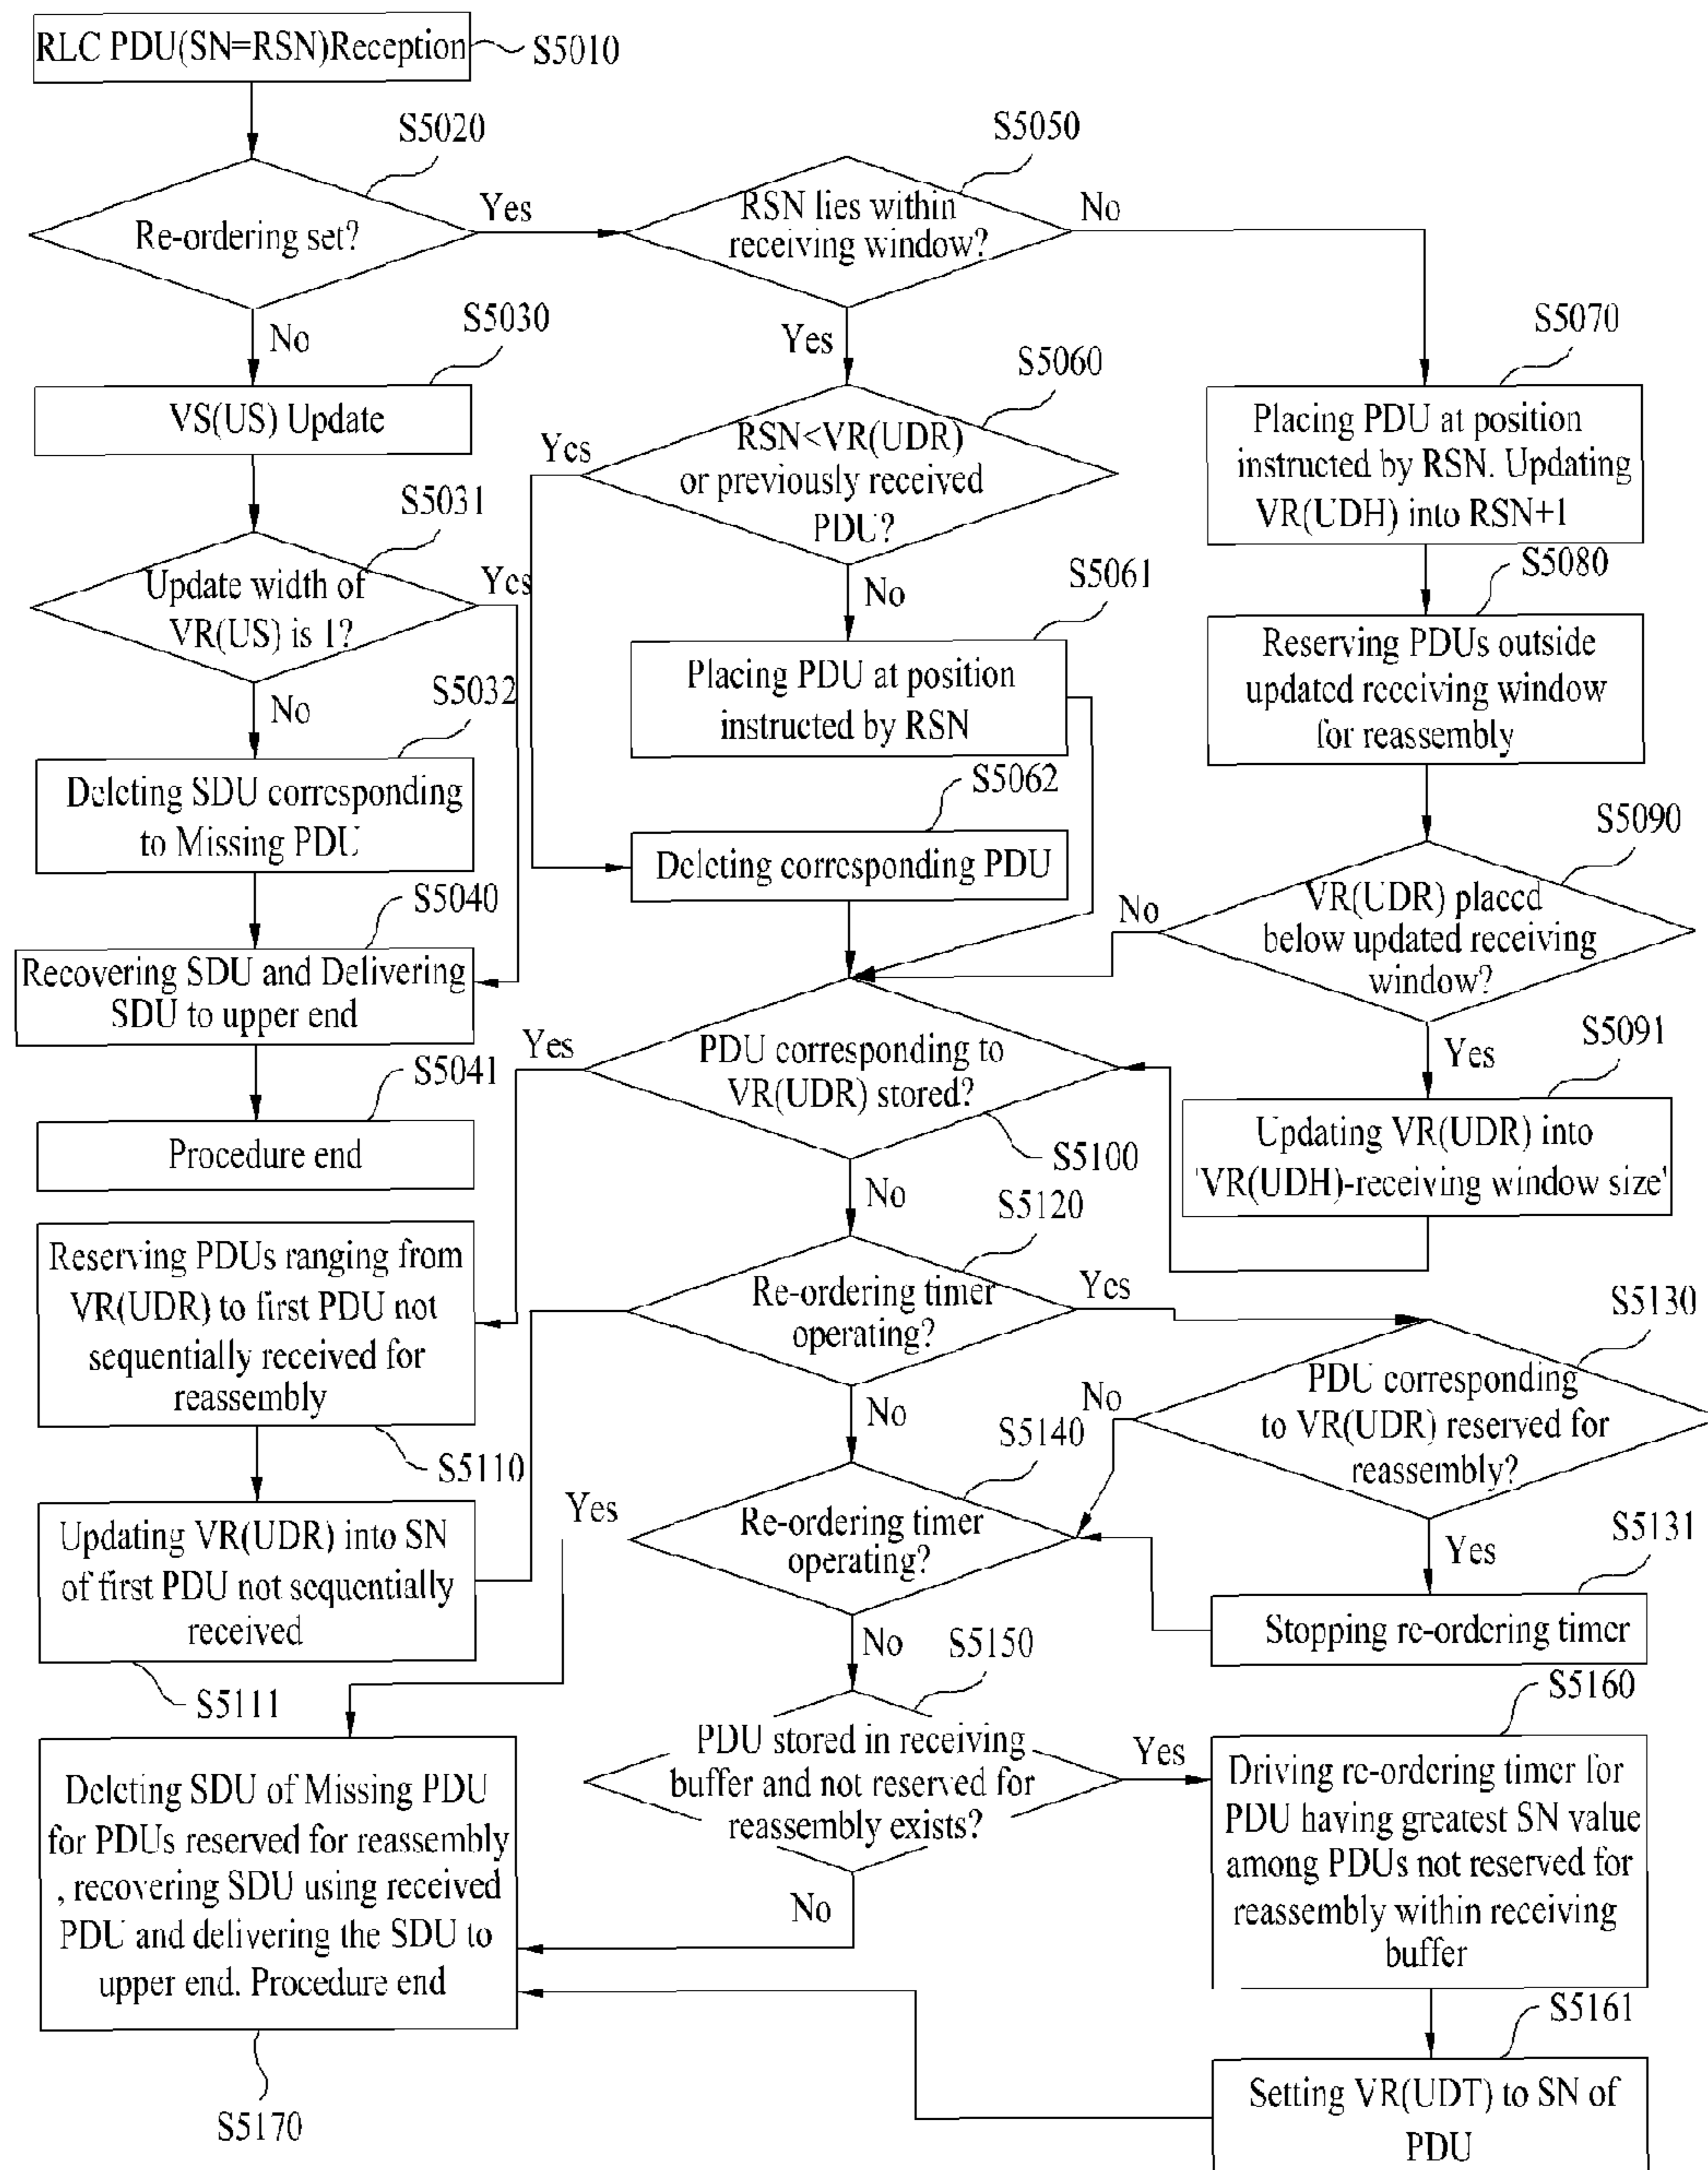 RLC PDU(SN=RSN)Reception
S5010
S5020
Re-ordering set?
Yes
No
S5030
VS(US) Update
S5031
Update width of
VR(US) is 1?
Yes
No
S5032
Deleting SDU corresponding
to Missing PDU
S5040
Recovering SDU and Delivering
SDU to upper end
S5041
Procedure end
S5050
RSN lies within
receiving window?
No
Yes
S5060
RSN<VR(UDR)
or previously received
PDU?
Yes
No
S5061
Placing PDU at position
instructed by RSN
S5062
Deleting corresponding PDU
S5070
Placing PDU at position
instructed by RSN. Updating
VR(UDH) into RSN+1
S5080
Reserving PDUs outside
updated receiving window
for reassembly
S5090
VR(UDR) placed
below updated receiving
window?
No
Yes
S5091
Updating VR(UDR) into
'VR(UDH)-receiving window size'
PDU corresponding to
VR(UDR) stored?
Yes
S5100
No
Reserving PDUs ranging from
VR(UDR) to first PDU not
sequentially received for
reassembly
S5110
Updating VR(UDR) into SN
of first PDU not sequentially
received
S5111
S5120
Re-ordering timer
operating?
Yes
No
S5130
PDU corresponding
to VR(UDR) reserved for
reassembly?
No
Yes
S5131
Stopping re-ordering timer
S5140
Re-ordering timer
operating?
Yes
No
S5150
PDU stored in receiving
buffer and not reserved for
reassembly exists?
Yes
No
S5160
Driving re-ordering timer for
PDU having greatest SN value
among PDUs not reserved for
reassembly within receiving
buffer
S5161
Setting VR(UDT) to SN of
PDU
Deleting SDU of Missing PDU
for PDUs reserved for reassembly
, recovering SDU using received
PDU and delivering the SDU to
upper end. Procedure end
S5170